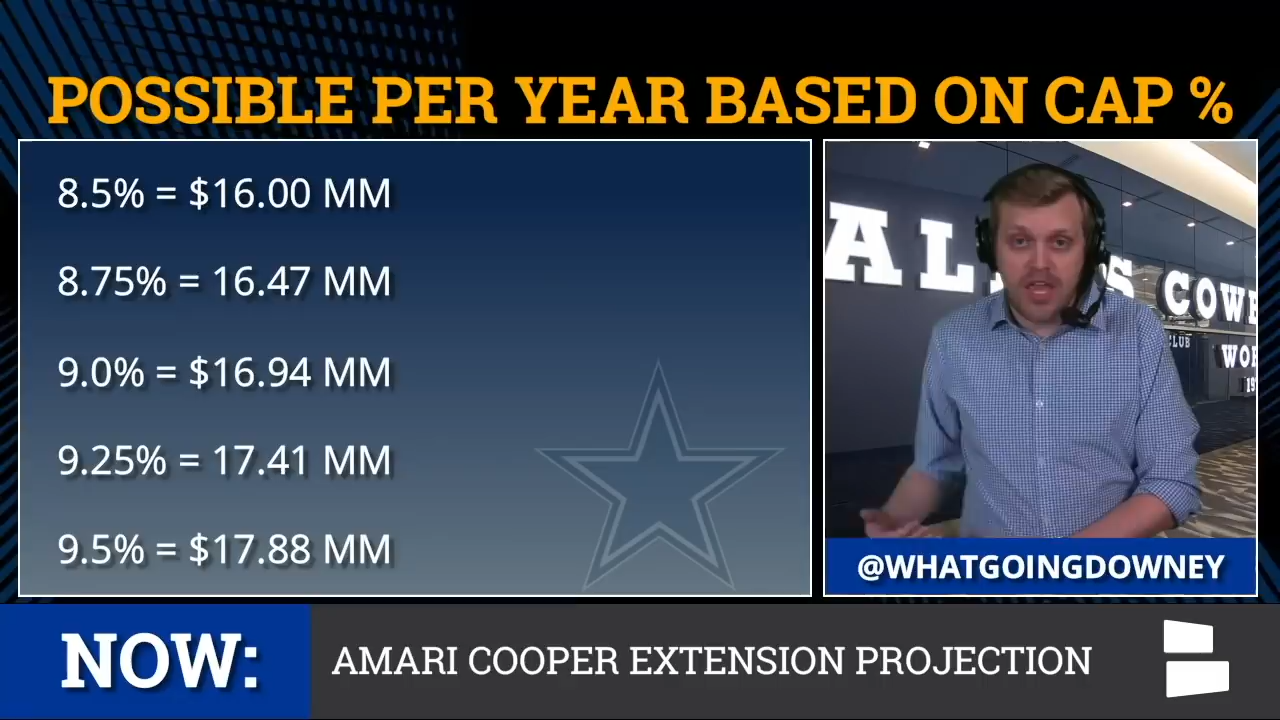 POSSIBLE PER YEAR BASED ON CAP %
8.5% = $16.00 MM
8.75% = 16.47 MM
9.0% = $16.94 MM
9.25% = 17.41 MM
9.5% = $17.88 MM
CLUB
@WHATGOINGDOWNEY
NOW:
AMARI COOPER EXTENSION PROJECTION